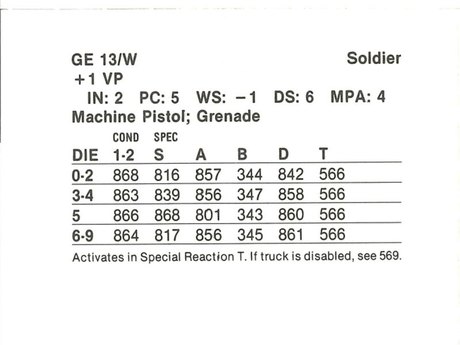 GE 13/W Soldier
+1 VP
IN: 2 PC: 5 WS: −1 DS: 6 MPA: 4
Machine Pistol; Grenade
COND SPEC
DIE 1-2 S A B D T
0-2 868 816 857 344 842 566
3-4 863 839 856 347 858 566
5 866 868 801 343 860 566
6-9 864 817 856 345 861 566
Activates in Special Reaction T. If truck is disabled, see 569.